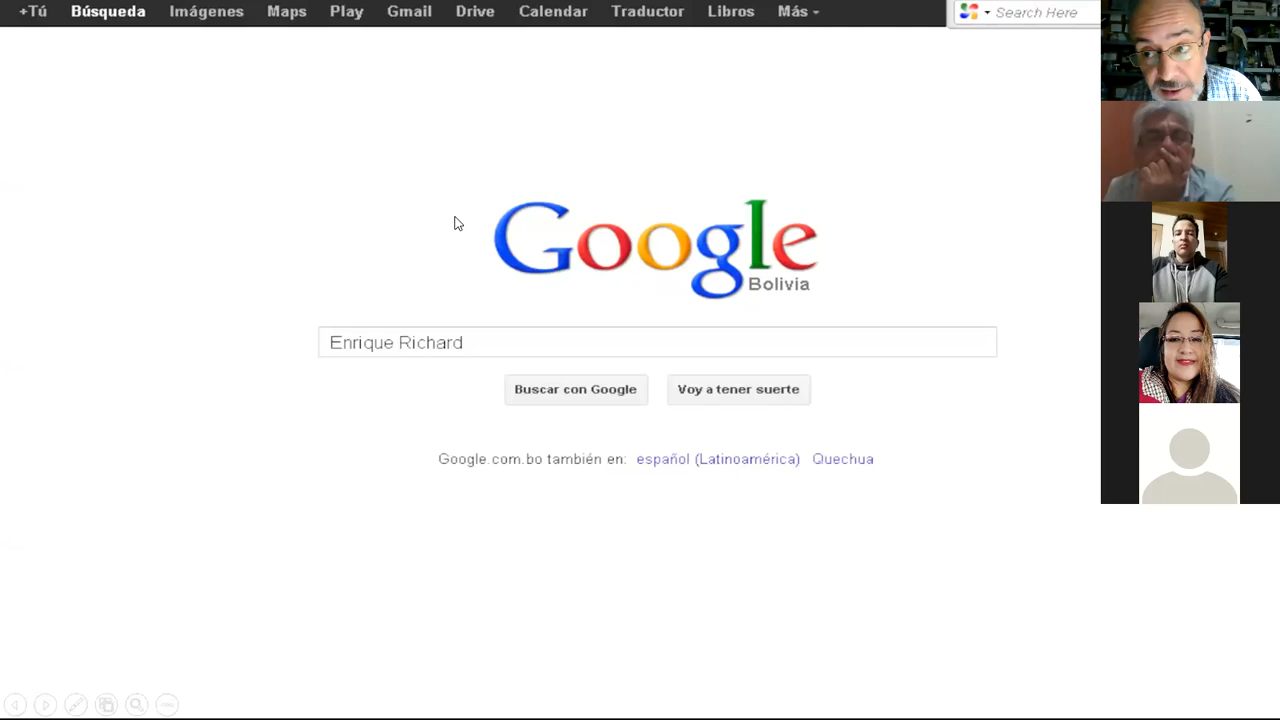 +Tú Búsqueda Imágenes Maps Play Gmail Drive Calendar Traductor Libros Más
Search Here
Google
Bolivia
Enrique Richard
Buscar con Google Voy a tener suerte
Google.com.bo también en: español (Latinoamérica) Quechua